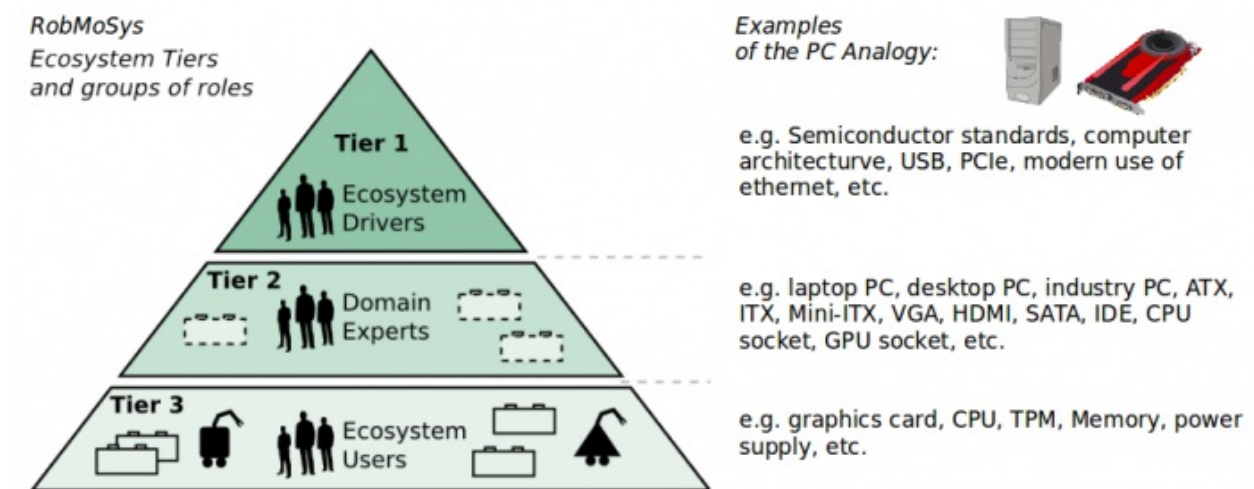 RobMoSys
Ecosystem Tiers
and groups of roles
Tier 1
Ecosystem
Drivers
Tier 2
Domain
Experts
Tier 3
Ecosystem
Users
Examples
of the PC Analogy:
e.g. Semiconductor standards, computer
architecturve, USB, PCIe, modern use of
ethernet, etc.
e.g. laptop PC, desktop PC, industry PC, ATX,
ITX, Mini-ITX, VGA, HDMI, SATA, IDE, CPU
socket, GPU socket, etc.
e.g. graphics card, CPU, TPM, Memory, power
supply, etc.